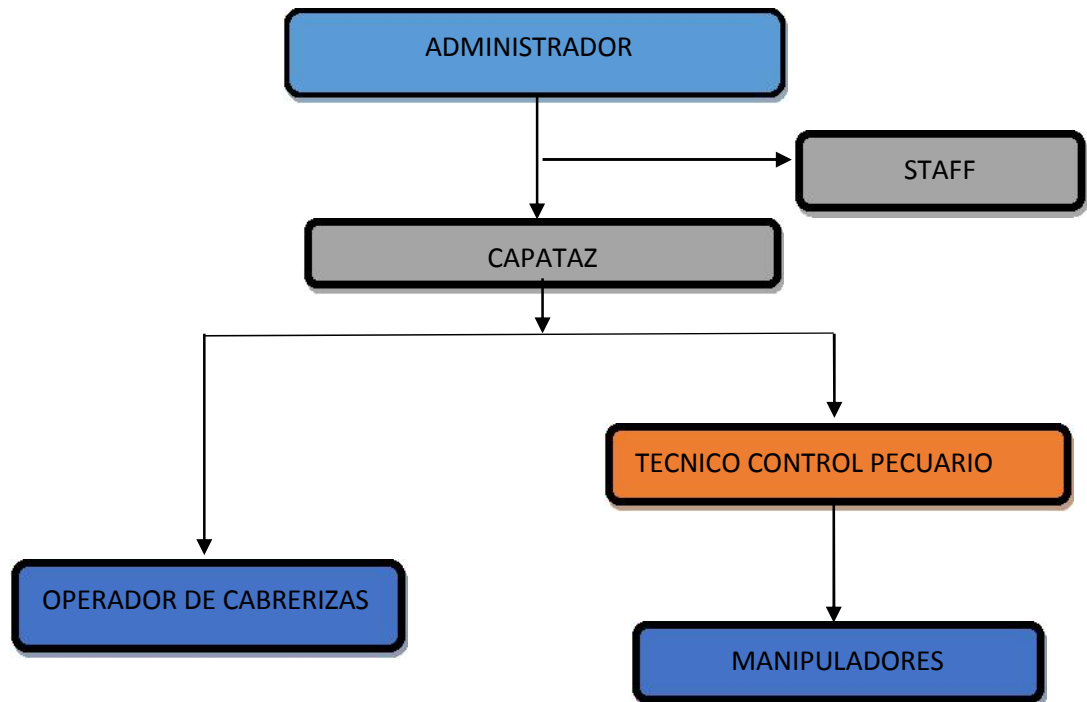 ADMINISTRADOR
STAFF
CAPATAZ
TECNICO CONTROL PECUARIO
OPERADOR DE CABRERIZAS
MANIPULADORES